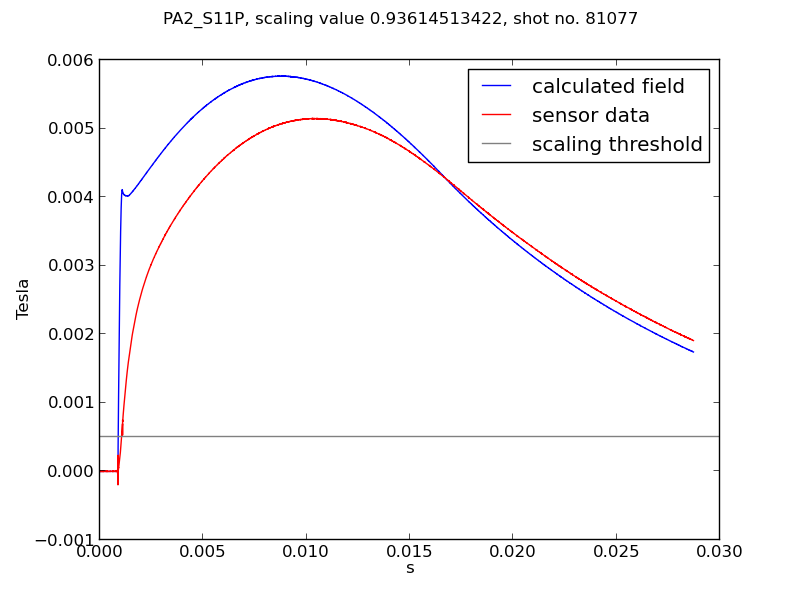 PA2_S11P, scaling value 0.93614513422, shot no. 81077
0.006
0.005
0.004
0.003
0.002
0.001
0.000
−0.001
Tesla
calculated field
sensor data
scaling threshold
0.000 0.005 0.010 0.015 0.020 0.025 0.030
s